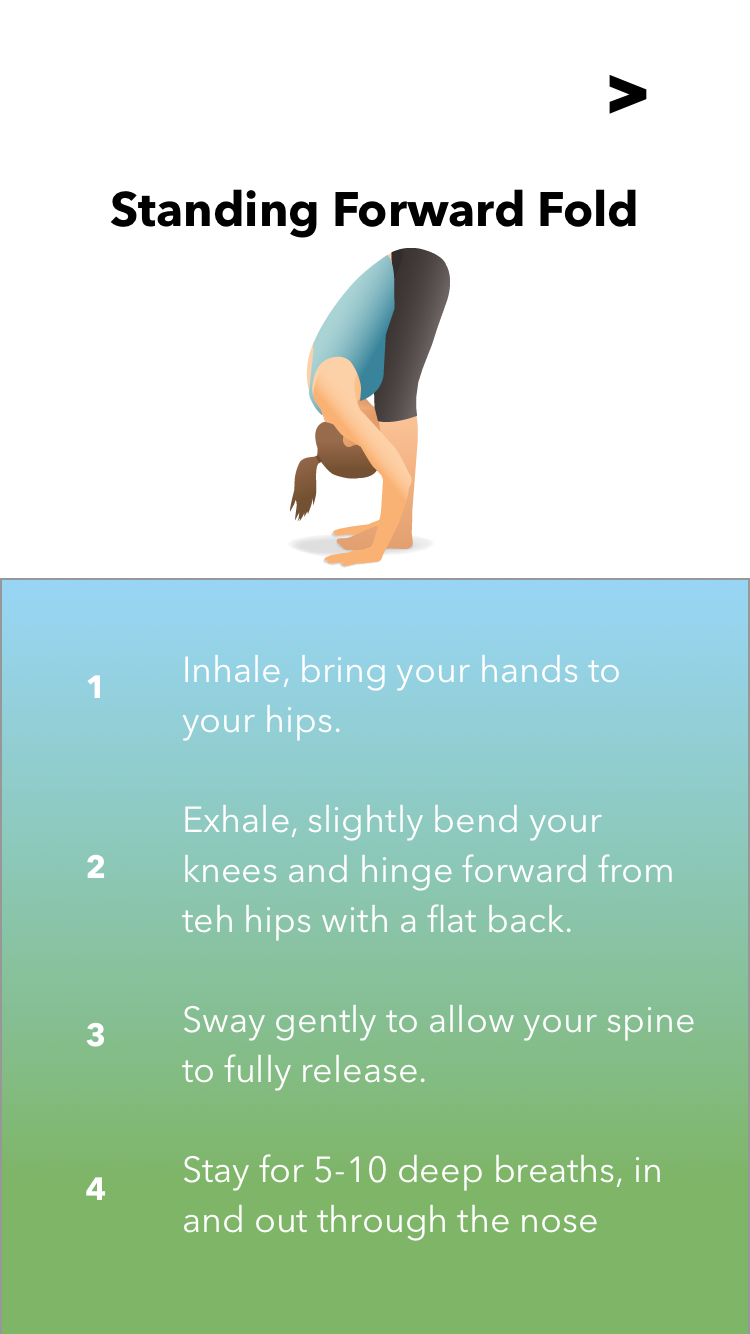 >
Standing Forward Fold
1 Inhale, bring your hands to
your hips.
2 Exhale, slightly bend your
knees and hinge forward from
teh hips with a flat back.
3 Sway gently to allow your spine
to fully release.
4 Stay for 5-10 deep breaths, in
and out through the nose